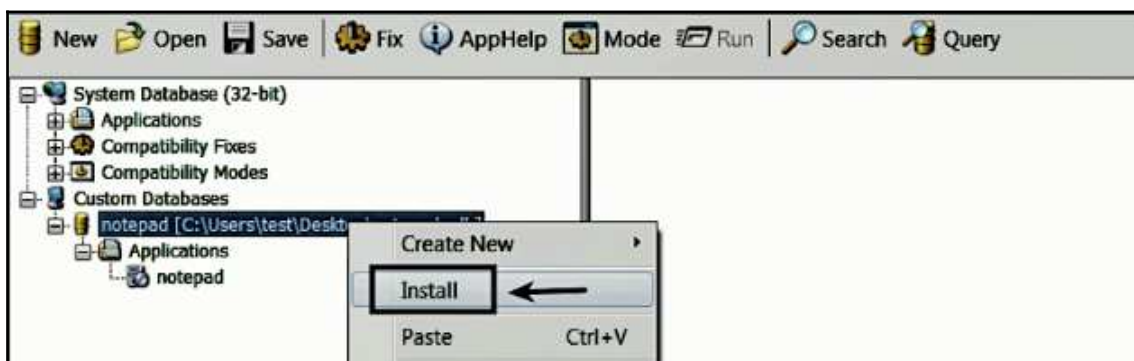 New Open Save Fix AppHelp Mode Run Search Query
System Database (32-bit)
Applications
Compatibility Fixes
Compatibility Modes
Custom Databases
notepad [C:\Users\test\Deskt
Applications
notepad
Create New
Install
Paste Ctrl+V